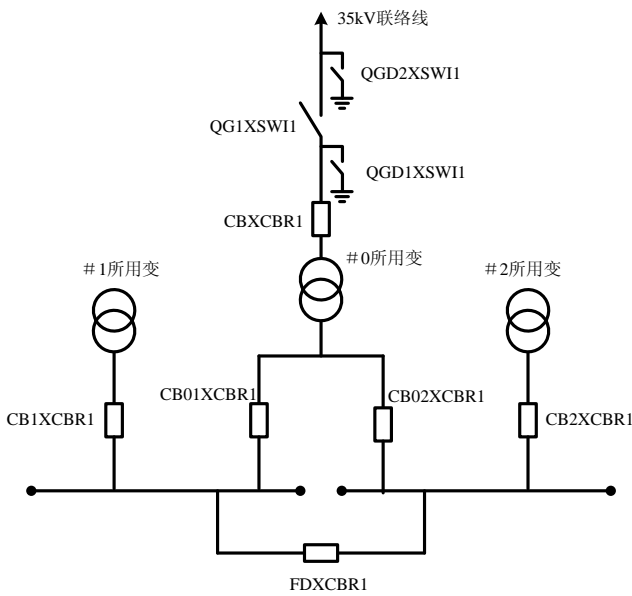 35kV联络线
QGD2XSWI1
QG1XSWI1
QGD1XSWI1
CBXCBR1
＃1所用变
＃0所用变
＃2所用变
CB01XCBR1
CB02XCBR1
CB1XCBR1
CB2XCBR1
FDXCBR1